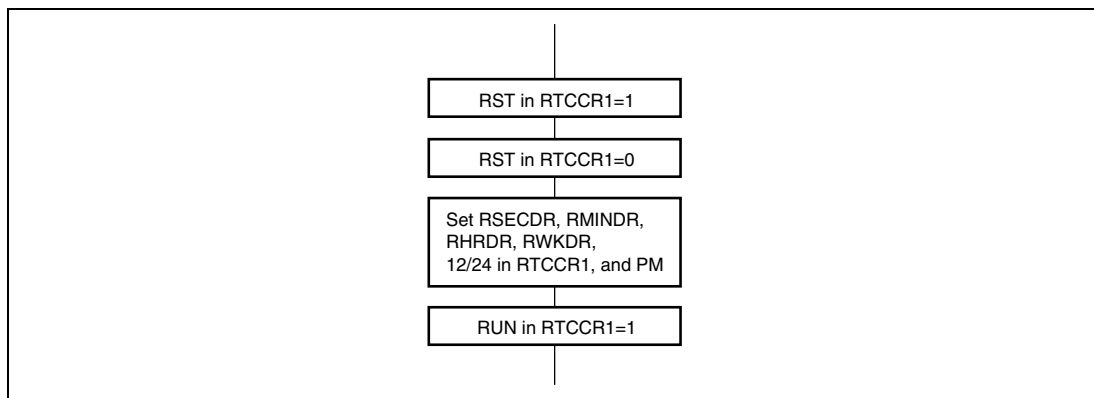 RST in RTCCR1=1
RST in RTCCR1=0
Set RSECDR, RMINDR,
RHRDR, RWKDR,
12/24 in RTCCR1, and PM
RUN in RTCCR1=1